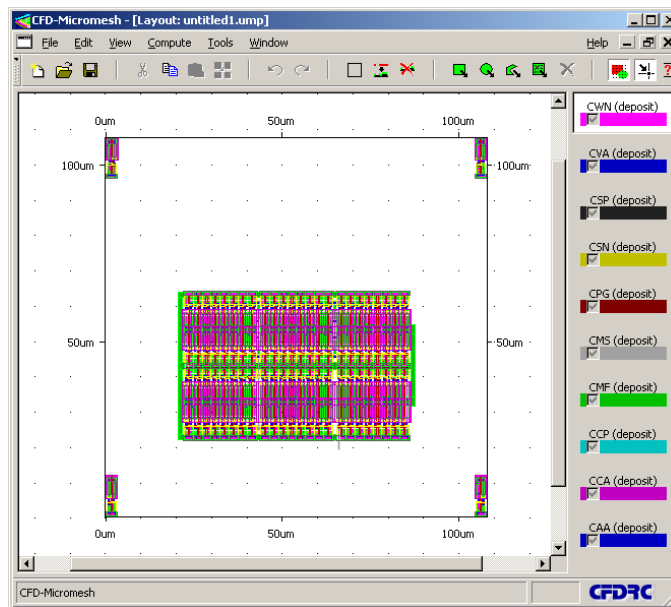 CFD-Micromesh - [Layout: untitled1.ump]
File Edit View Compute Tools Window Help
0um 50um 100um
100um 100um
50um 50um
0um 50um 100um
CWN (deposit)
CVA (deposit)
CSP (deposit)
CSN (deposit)
CPG (deposit)
CMS (deposit)
CMF (deposit)
CCP (deposit)
CCA (deposit)
CAA (deposit)
CFD-Micromesh
CFDRC